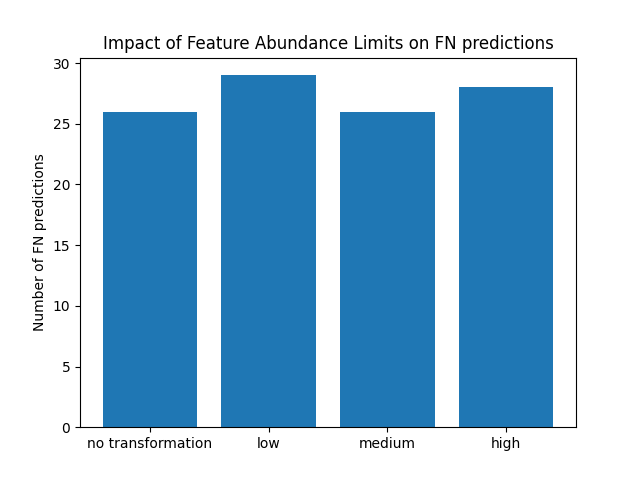 Impact of Feature Abundance Limits on FN predictions
Number of FN predictions
30
25
20
15
10
5
0
no transformation low medium high